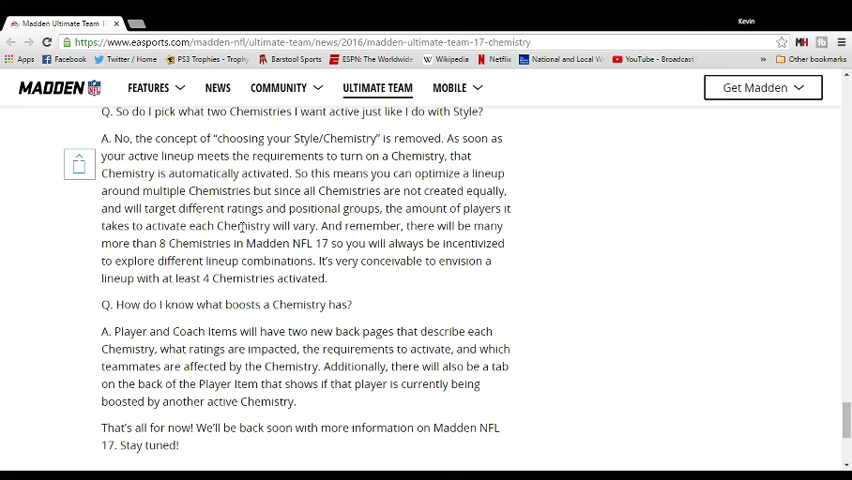 Kevin
Madden Ultimate Team 17
https://www.easports.com/madden-nfl/ultimate-team/news/2016/madden-ultimate-team-17-chemistry
Apps Facebook Twitter / Home PS3 Trophies - Trophy Barstool Sports ESPN: The Worldwide Wikipedia Netflix National and Local W YouTube - Broadcast » Other bookmarks
MADDEN NFL FEATURES NEWS COMMUNITY ULTIMATE TEAM MOBILE Get Madden
Q. So do I pick what two Chemistries I want active just like I do with Style?
A. No, the concept of “choosing your Style/Chemistry” is removed. As soon as
your active lineup meets the requirements to turn on a Chemistry, that
Chemistry is automatically activated. So this means you can optimize a lineup
around multiple Chemistries but since all Chemistries are not created equally,
and will target different ratings and positional groups, the amount of players it
takes to activate each Chemistry will vary. And remember, there will be many
more than 8 Chemistries in Madden NFL 17 so you will always be incentivized
to explore different lineup combinations. It’s very conceivable to envision a
lineup with at least 4 Chemistries activated.
Q. How do I know what boosts a Chemistry has?
A. Player and Coach Items will have two new back pages that describe each
Chemistry, what ratings are impacted, the requirements to activate, and which
teammates are affected by the Chemistry. Additionally, there will also be a tab
on the back of the Player Item that shows if that player is currently being
boosted by another active Chemistry.
That’s all for now! We’ll be back soon with more information on Madden NFL
17. Stay tuned!